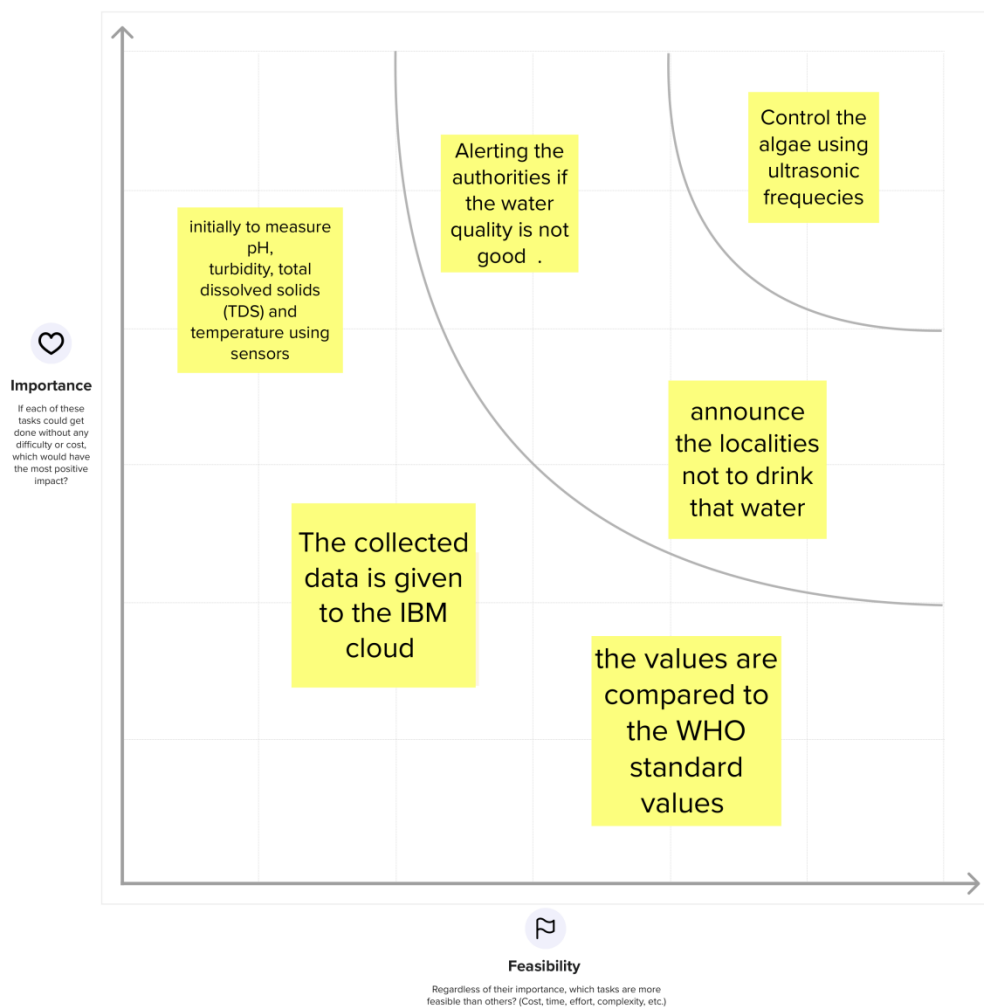 Control the
algae using
ultrasonic
frequecies
Alerting the
authorities if
the water
quality is not
good  .
initially to measure
pH,
turbidity, total
dissolved solids
(TDS) and
temperature using
sensors
Importance
If each of these
tasks could get
done without any
difficulty or cost,
which would have
the most positive
impact?
announce
the localities
not to drink
that water
The collected
data is given
to the IBM
cloud
the values are
compared to
the WHO
standard
values
Feasibility
Regardless of their importance, which tasks are more
feasible than others? (Cost, time, effort, complexity, etc.)